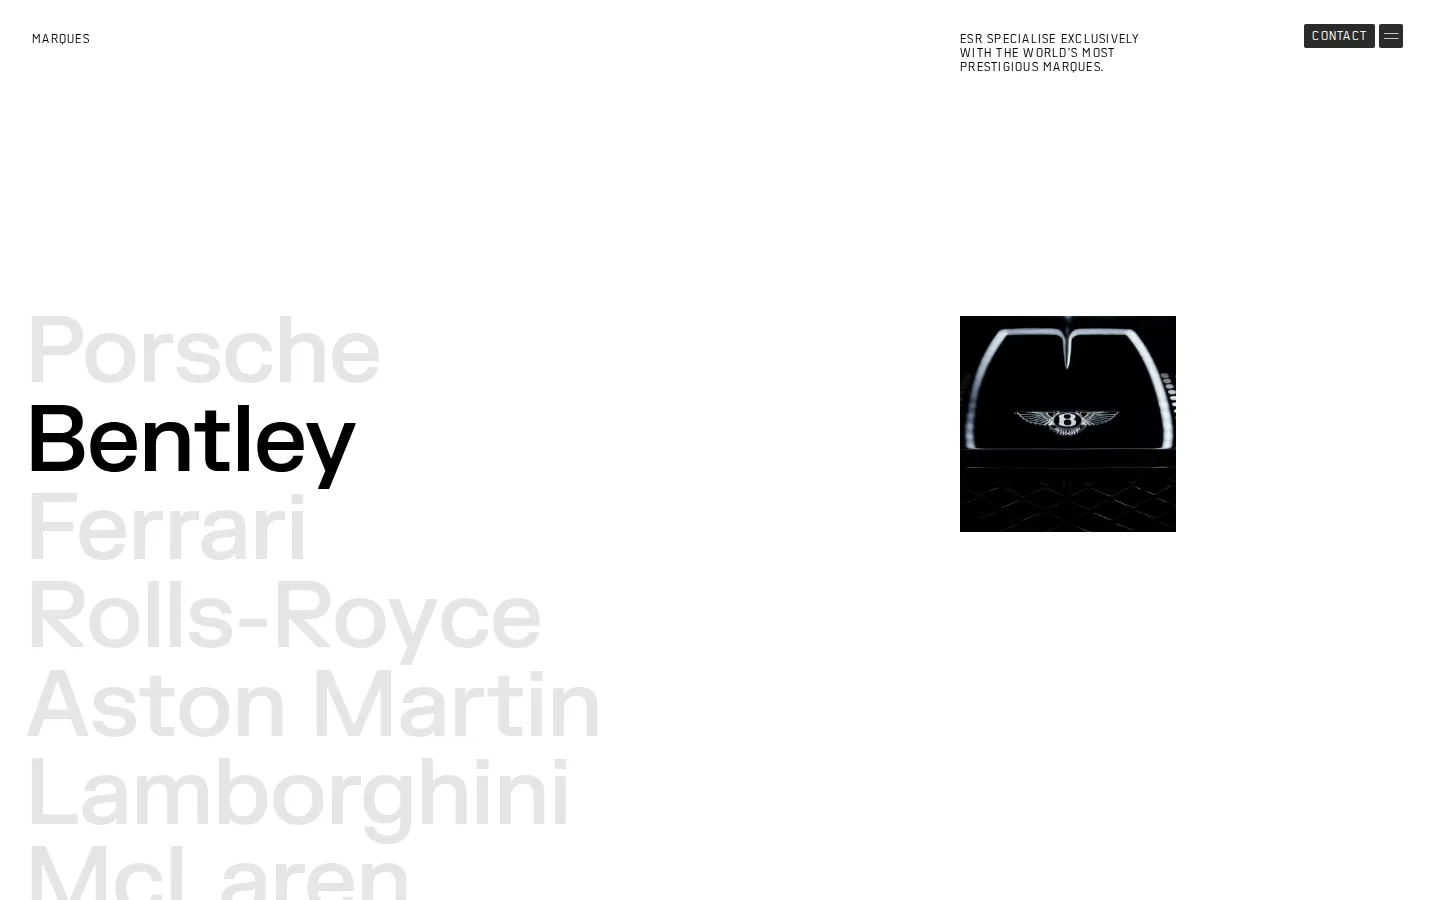 MARQUES
ESR SPECIALISE EXCLUSIVELY
WITH THE WORLD'S MOST
PRESTIGIOUS MARQUES.
CONTACT
Porsche
Bentley
Ferrari
Rolls-Royce
Aston Martin
Lamborghini
McLaren
B